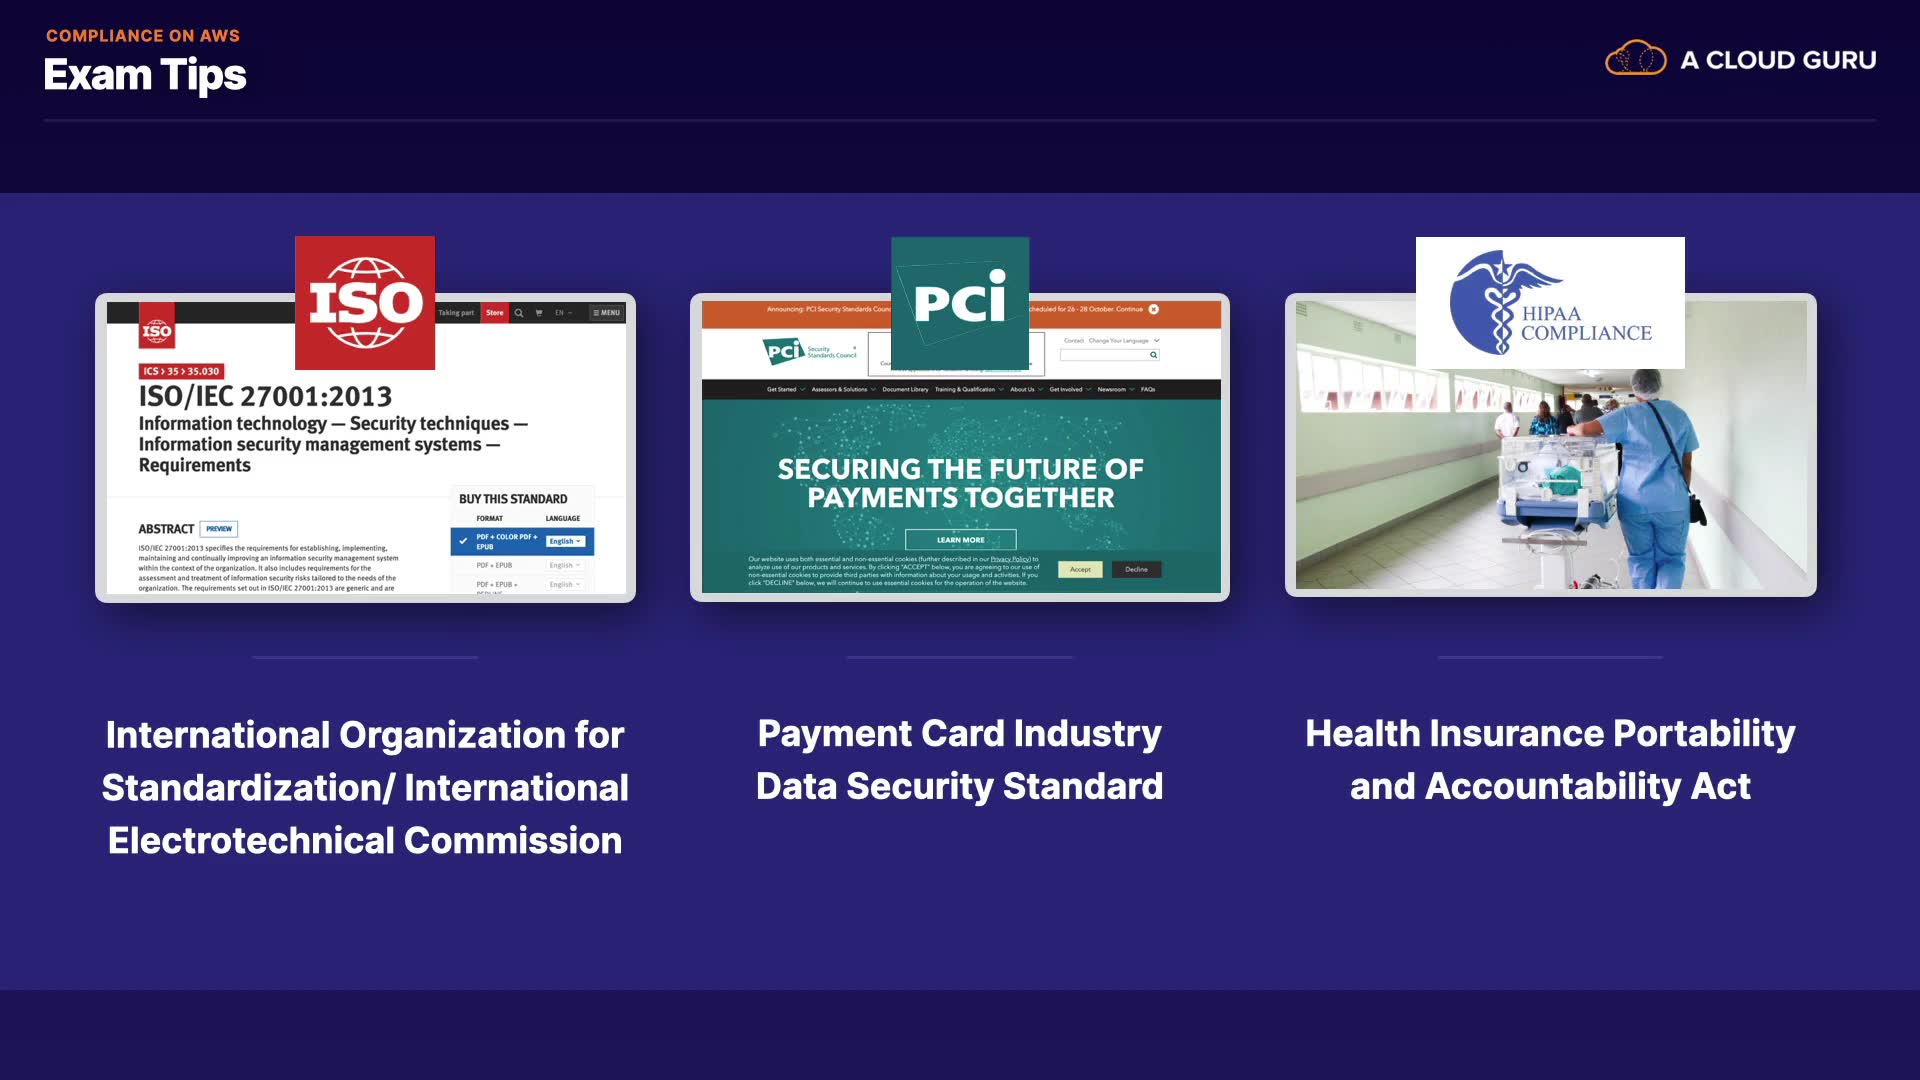 COMPLIANCE ON AWS
Exam Tips
A CLOUD GURU
ISO
Taking part
Store
EN
MENU
ISO
ICS > 35 > 35.030
ISO/IEC 27001:2013
Information technology — Security techniques —
Information security management systems —
Requirements
BUY THIS STANDARD
FORMAT
LANGUAGE
PDF + COLOR PDF +
EPUB
English
PDF + EPUB
English
PDF + EPUB +
English
ABSTRACT
PREVIEW
ISO/IEC 27001:2013 specifies the requirements for establishing, implementing,
maintaining and continually improving an information security management system
within the context of the organization. It also includes requirements for the
assessment and treatment of information security risks tailored to the needs of the
organization. The requirements set out in ISO/IEC 27001:2013 are generic and are
PCi
Announcing: PCI Security Standards Counc
cheduled for 26 - 28 October. Continue
PCi
Security
Standards Council
Contact
Change Your Language
Get Started
Assessors & Solutions
Document Library
Training & Qualification
About Us
Get Involved
Newsroom
FAQs
SECURING THE FUTURE OF
PAYMENTS TOGETHER
LEARN MORE
Our website uses both essential and non-essential cookies (further described in our Privacy Policy) to
analyze use of our products and services. By clicking "ACCEPT" below, you are agreeing to our use of
non-essential cookies to provide third parties with information about your usage and activities. If you
click "DECLINE" below, we will continue to use essential cookies for the operation of the website.
Accept
Decline
HIPAA
COMPLIANCE
International Organization for
Standardization/ International
Electrotechnical Commission
Payment Card Industry
Data Security Standard
Health Insurance Portability
and Accountability Act